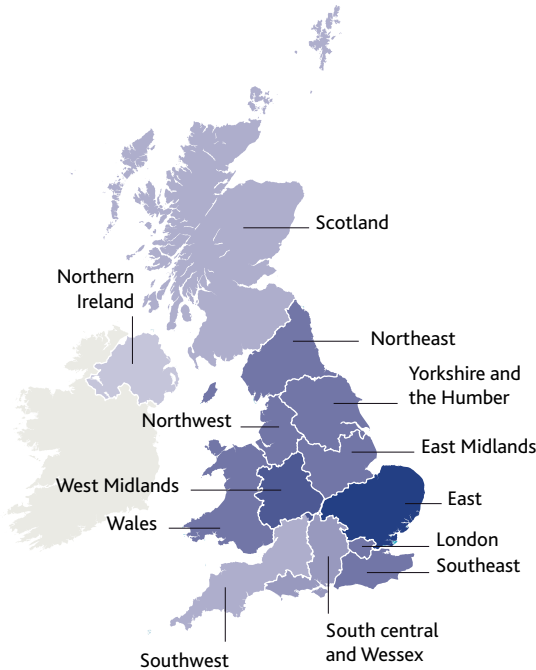 Scotland
Northern
Ireland
Northeast
Yorkshire and
the Humber
Northwest
East Midlands
West Midlands
East
Wales
London
Southeast
South central
and Wessex
Southwest